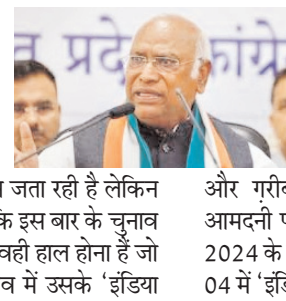 व प्रदे कांग्रे
ा जता रही है लेकिन
कि इस बार के चुनाव
वही हाल होना हैं जो
व में उसके ‘इंडिया
और ग़रीब
आमदनी प
2024 के
04 में ‘इंडि